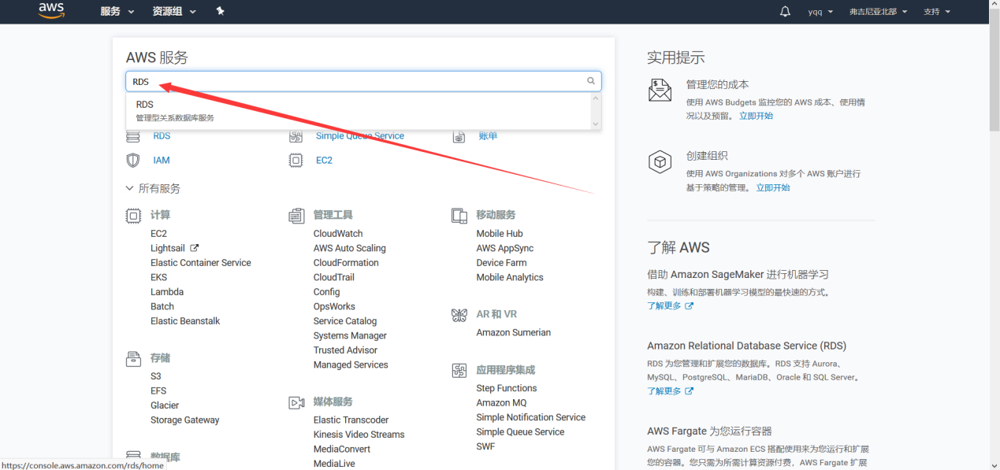 aws
服务
资源组
yqq
弗吉尼亚北部
支持
AWS 服务
RDS
RDS
管理型关系数据库服务
RDS
Simple Queue Service
账单
IAM
EC2
所有服务
计算
EC2
Lightsail
Elastic Container Service
EKS
Lambda
Batch
Elastic Beanstalk
存储
S3
EFS
Glacier
Storage Gateway
数据库
管理工具
CloudWatch
AWS Auto Scaling
CloudFormation
CloudTrail
Config
OpsWorks
Service Catalog
Systems Manager
Trusted Advisor
Managed Services
媒体服务
Elastic Transcoder
Kinesis Video Streams
MediaConvert
MediaLive
移动服务
Mobile Hub
AWS AppSync
Device Farm
Mobile Analytics
AR 和 VR
Amazon Sumerian
应用程序集成
Step Functions
Amazon MQ
Simple Notification Service
Simple Queue Service
SWF
实用提示
管理您的成本
使用 AWS Budgets 监控您的 AWS 成本、使用情
况以及预留。 立即开始
创建组织
使用 AWS Organizations 对多个 AWS 账户进行
基于策略的管理。 立即开始
了解 AWS
借助 Amazon SageMaker 进行机器学习
构建、训练和部署机器学习模型的最快速的方式。
了解更多
Amazon Relational Database Service (RDS)
RDS 为您管理和扩展您的数据库。RDS 支持 Aurora、
MySQL、PostgreSQL、MariaDB、Oracle 和 SQL Server。
了解更多
AWS Fargate 为您运行容器
AWS Fargate 可与 Amazon ECS 搭配使用来为您运行和扩展
您的容器。您只需为所需计算资源付费，AWS Fargate 扩展
https://console.aws.amazon.com/rds/home